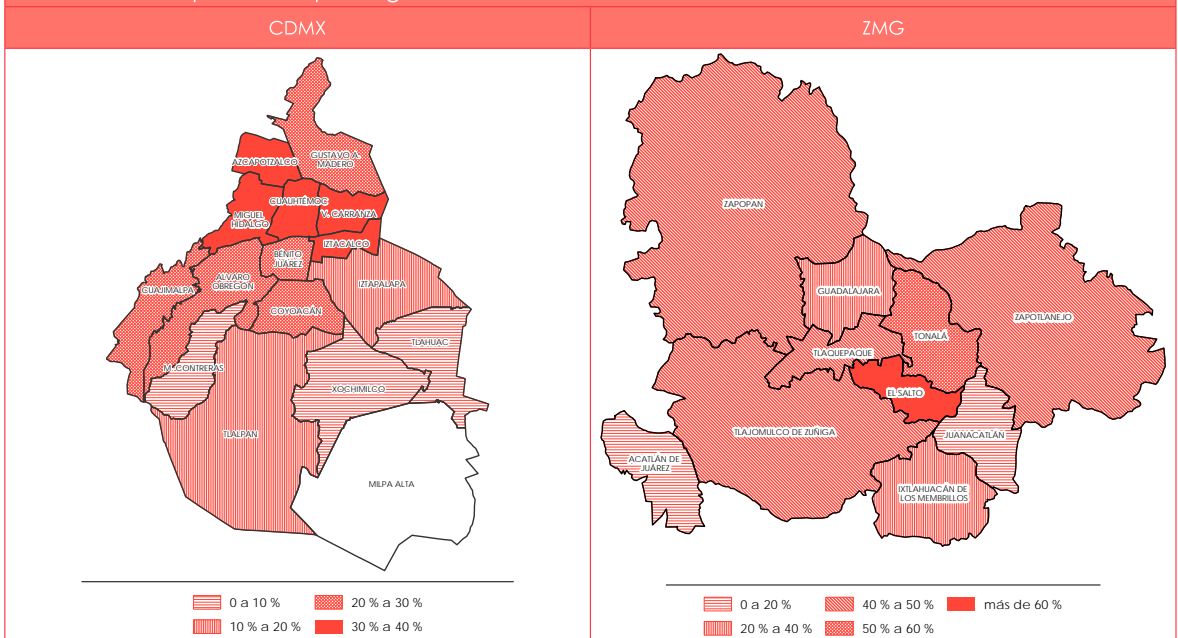 CDMX
ZMG
AZCAPOTZALCO
GUSTAVO A.
MADERO
CUAUHTÉMOC
MIGUEL
HIDALGO
V. CARRANZA
IZTACALCO
BENITO
JUÁREZ
ALVARO
OBREGÓN
CUAJIMALPA
IZTAPALAPA
COYOACÁN
TLAHUAC
M. CONTRERAS
XOCHIMILCO
TLALPAN
MILPA ALTA
0 a 10 %
20 % a 30 %
10 % a 20 %
30 % a 40 %
ZAPOPAN
GUADALAJARA
ZAPOTLANEJO
TONALÁ
TLAQUEPAQUE
EL SALTO
TLAJOMULCO DE ZUÑIGA
JUANACATLÁN
ACATLÁN DE
JUÁREZ
IXTLAHUACÁN DE
LOS MEMBRILLOS
0 a 20 %
40 % a 50 %
más de 60 %
20 % a 40 %
50 % a 60 %